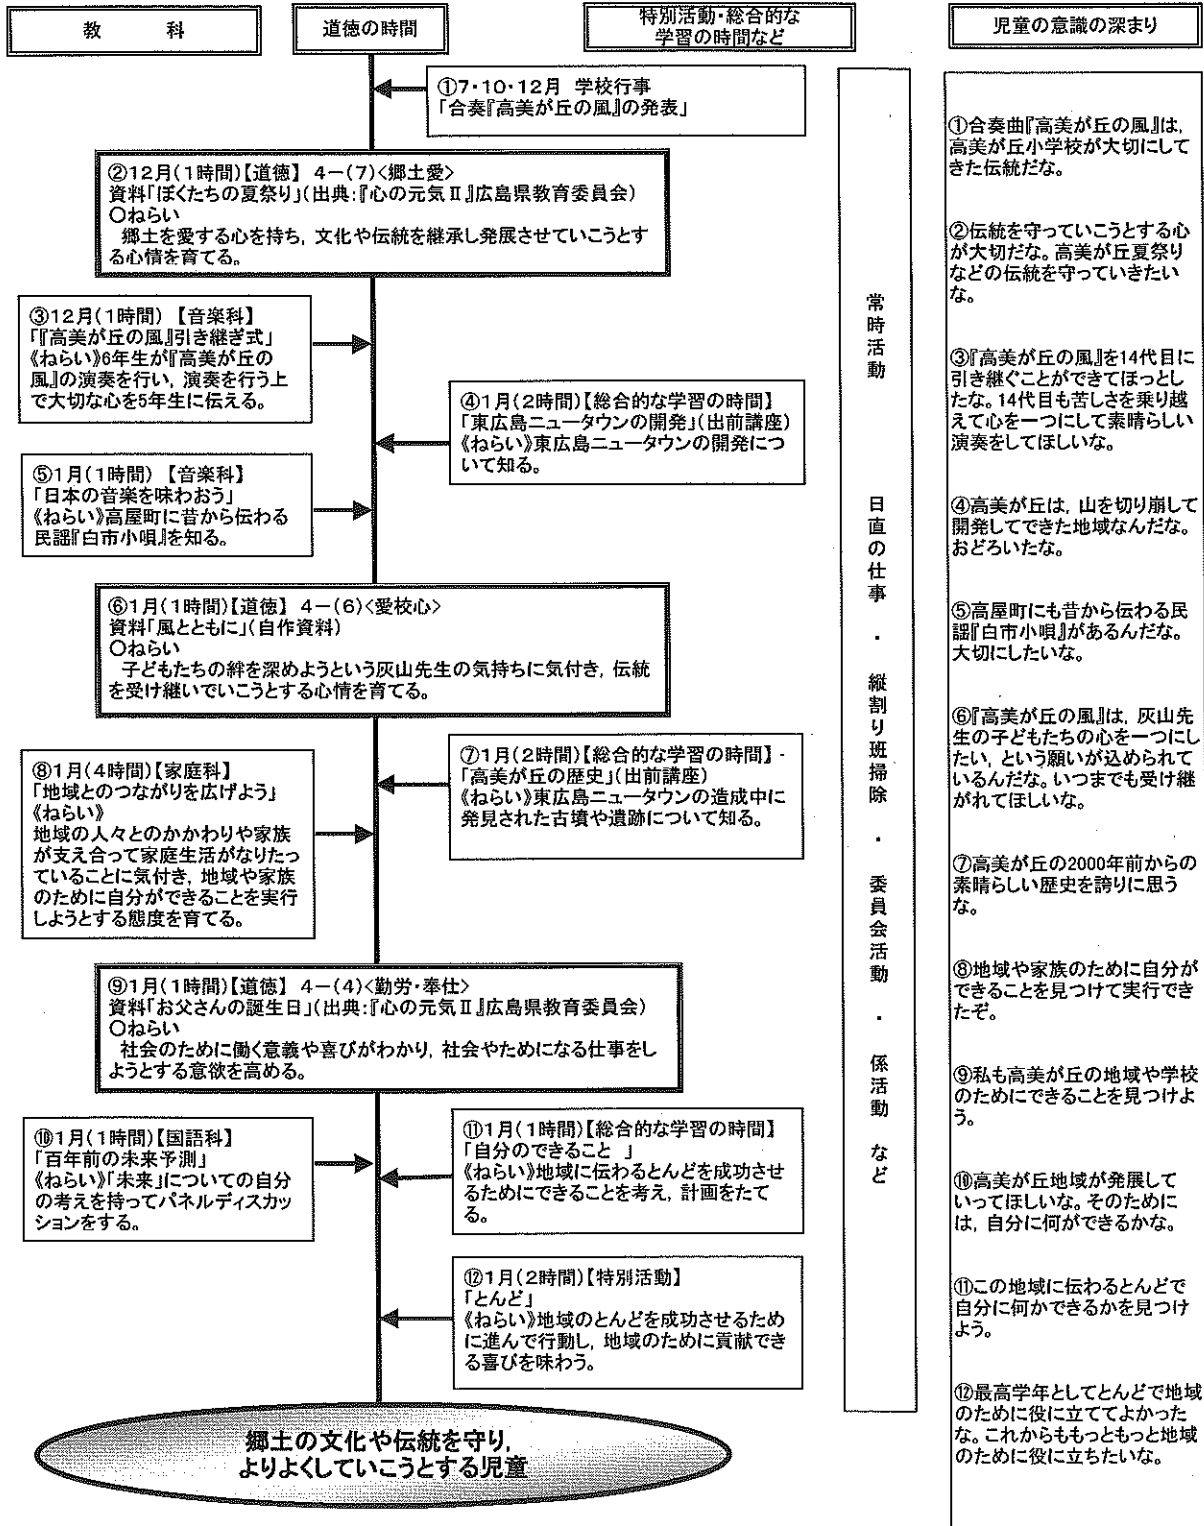 教　科
道徳の時間
特別活動・総合的な
学習の時間など
児童の意識の深まり
①7・10・12月 学校行事
「合奏『高美が丘の風』の発表」
②12月(1時間)【道徳】 4－(7)<郷土愛>
資料「ぼくたちの夏祭り」(出典:『心の元気Ⅱ』広島県教育委員会)
○ねらい
郷土を愛する心を持ち，文化や伝統を継承し発展させていこうとす
る心情を育てる。
③12月(1時間) 【音楽科】
「『高美が丘の風』引き継ぎ式」
《ねらい》6年生が『高美が丘の
風』の演奏を行い，演奏を行う上
で大切な心を5年生に伝える。
④1月(2時間)【総合的な学習の時間】
「東広島ニュータウンの開発」(出前講座)
《ねらい》東広島ニュータウンの開発につ
いて知る。
⑤1月(1時間) 【音楽科】
「日本の音楽を味わおう」
《ねらい》高屋町に昔から伝わる
民謡『白市小唄』を知る。
⑥1月(1時間)【道徳】 4－(6)<愛校心>
資料「風とともに」(自作資料)
○ねらい
子どもたちの絆を深めようという灰山先生の気持ちに気付き，伝統
を受け継いでいこうとする心情を育てる。
⑦1月(2時間)【総合的な学習の時間】-
「高美が丘の歴史」(出前講座)
《ねらい》東広島ニュータウンの造成中に
発見された古墳や遺跡について知る。
⑧1月(4時間)【家庭科】
「地域とのつながりを広げよう」
《ねらい》
地域の人々とのかかわりや家族
が支え合って家庭生活がなりたっ
ていることに気付き，地域や家族
のために自分ができることを実行
しようとする態度を育てる。
⑨1月(1時間)【道徳】 4－(4)<勤労・奉仕>
資料「お父さんの誕生日」(出典:『心の元気Ⅱ』広島県教育委員会)
○ねらい
社会のために働く意義や喜びがわかり，社会やためになる仕事をし
ようとする意欲を高める。
⑩1月(1時間)【国語科】
「百年前の未来予測」
《ねらい》「未来」についての自分
の考えを持ってパネルディスカッ
ションをする。
⑪1月(1時間)【総合的な学習の時間】
「自分のできること 」
《ねらい》地域に伝わるとんどを成功させ
るためにできることを考え，計画をたて
る。
⑫1月(2時間)【特別活動】
「とんど」
《ねらい》地域のとんどを成功させるため
に進んで行動し，地域のために貢献でき
る喜びを味わう。
郷土の文化や伝統を守り，
よりよくしていこうとする児童
常時活動　日直の仕事・縦割り班掃除・委員会活動・係活動など
①合奏曲『高美が丘の風』は，
高美が丘小学校が大切にして
きた伝統だな。
②伝統を守っていこうとする心
が大切だな。高美が丘夏祭り
などの伝統を守っていきたい
な。
③『高美が丘の風』を14代目に
引き継ぐことができてほっとし
たな。14代目も苦しさを乗り越
えて心を一つにして素晴らしい
演奏をしてほしいな。
④高美が丘は，山を切り崩して
開発してできた地域なんだな。
おどろいたな。
⑤高屋町にも昔から伝わる民
謡『白市小唄』があるんだな。
大切にしたいな。
⑥『高美が丘の風』は，灰山先
生の子どもたちの心を一つにし
たい，という願いが込められて
いるんだな。いつまでも受け継
がれてほしいな。
⑦高美が丘の2000年前からの
素晴らしい歴史を誇りに思う
な。
⑧地域や家族のために自分が
できることを見つけて実行でき
たぞ。
⑨私も高美が丘の地域や学校
のためにできることを見つけよ
う。
⑩高美が丘地域が発展して
いってほしいな。そのために
は，自分に何ができるかな。
⑪この地域に伝わるとんどで
自分に何かできるかを見つけ
よう。
⑫最高学年としてとんどで地域
のために役に立ててよかった
な。これからももっともっと地域
のために役に立ちたいな。